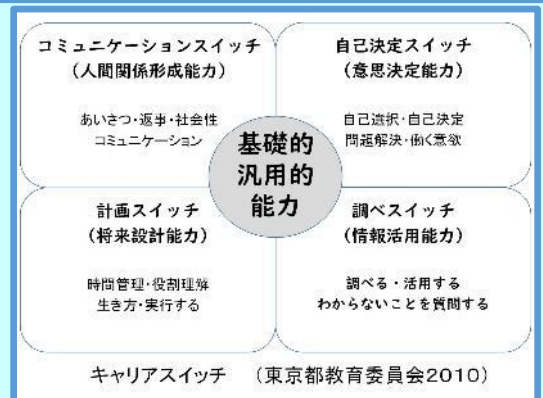 コミュニケーションスイッチ
(人間関係形成能力)
あいさつ・返事・社会性
コミュニケーション
自己決定スイッチ
(意思決定能力)
自己選択・自己決定
問題解決・働く意欲
基礎的
汎用的
能力
計画スイッチ
(将来設計能力)
時間管理・役割理解
生き方・実行する
調べスイッチ
(情報活用能力)
調べる・活用する
わからないことを質問する
キャリアスイッチ (東京都教育委員会2010)